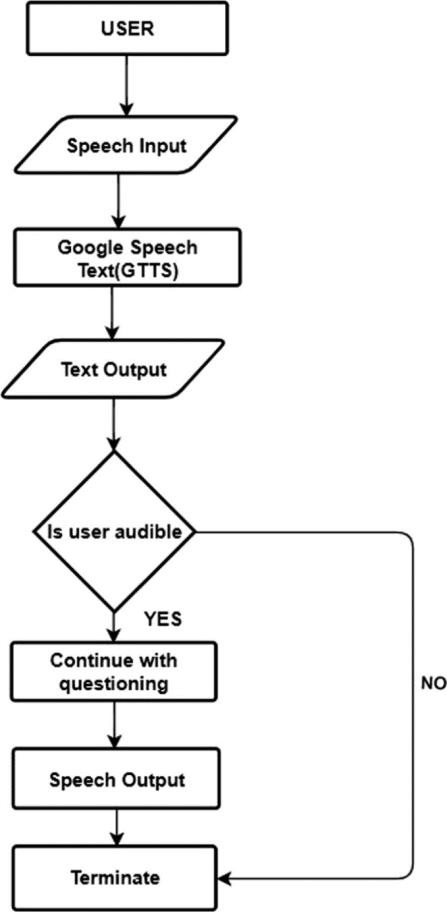 USER
Speech Input
Google Speech
Text(GTTS)
Text Output
Is user audible
YES
Continue with
questioning
NO
Speech Output
Terminate